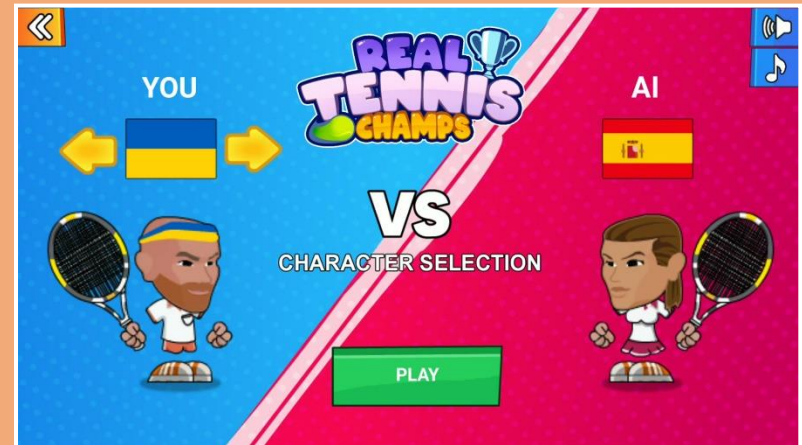 REAL
TENNIS
CHAMPS
YOU
AI
VS
CHARACTER SELECTION
PLAY